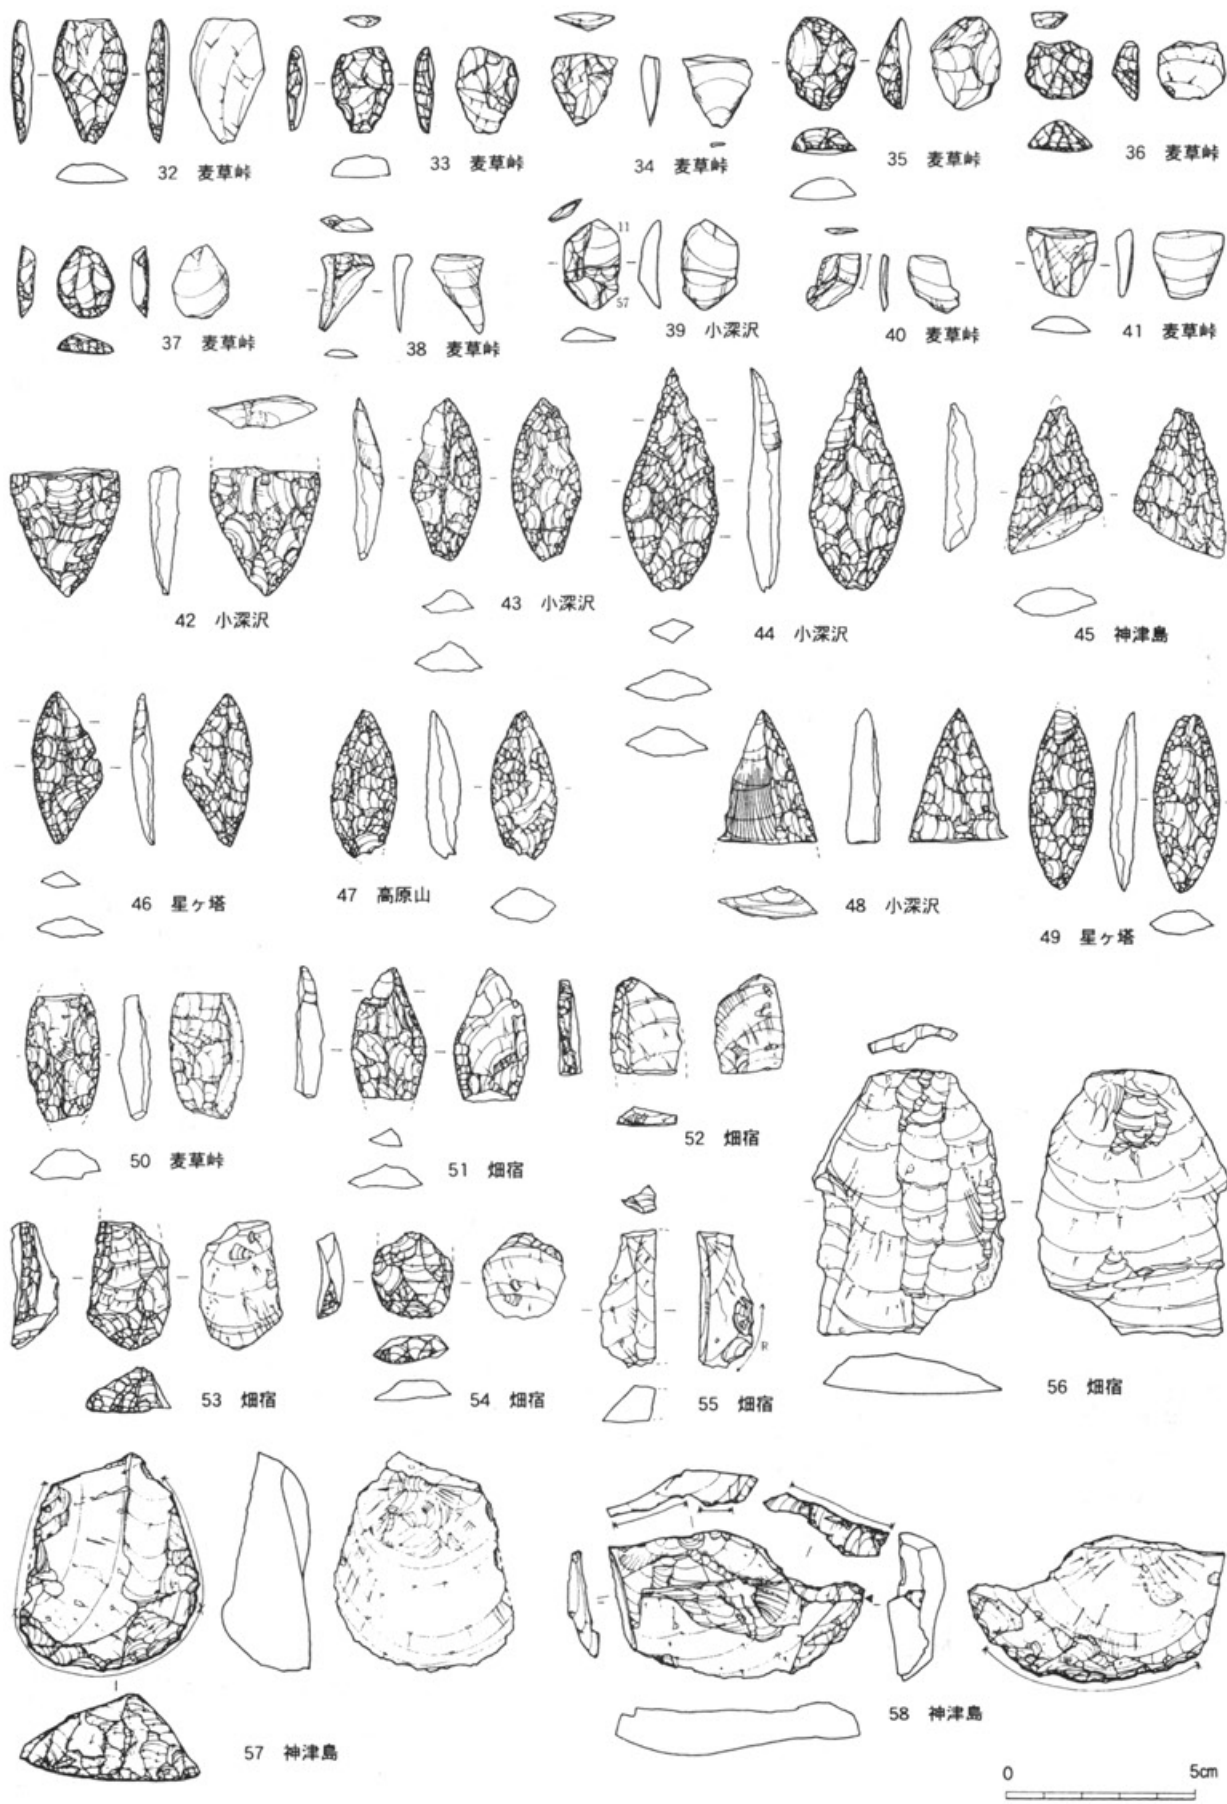 32 麦草峠
33 麦草峠
34 麦草峠
35 麦草峠
36 麦草峠
37 麦草峠
38 麦草峠
11
57
39 小深沢
40 麦草峠
41 麦草峠
42 小深沢
43 小深沢
44 小深沢
45 神津島
46 星ヶ塔
47 高原山
48 小深沢
49 星ヶ塔
50 麦草峠
51 畑宿
52 畑宿
53 畑宿
54 畑宿
R
55 畑宿
56 畑宿
57 神津島
58 神津島
0 5cm